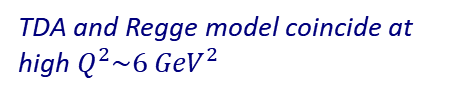 TDA and Regge model coincide at
high Q²~6 GeV²